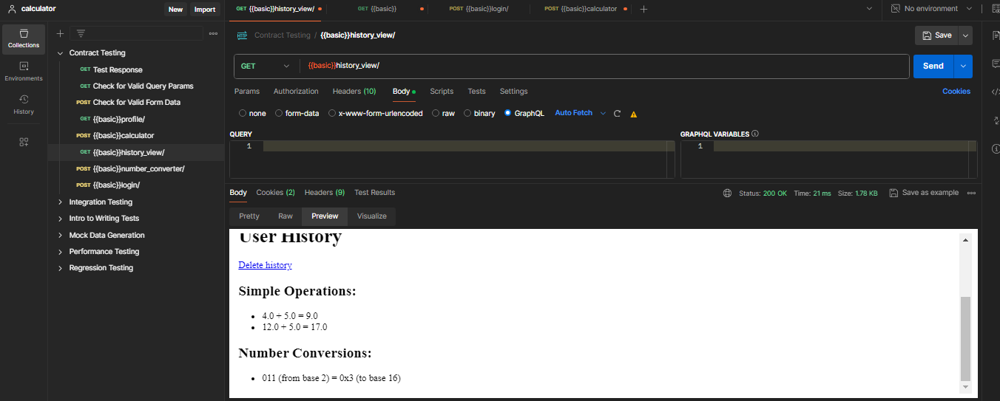 calculator
New
Import
GET {{basic}}history_view/
GET {{basic}}
POST {{basic}}login/
POST {{basic}}calculator
No environment
Collections
Environments
History
Contract Testing
GET Test Response
GET Check for Valid Query Params
POST Check for Valid Form Data
GET {{basic}}profile/
POST {{basic}}calculator
GET {{basic}}history_view/
POST {{basic}}number_converter/
POST {{basic}}login/
Integration Testing
Intro to Writing Tests
Mock Data Generation
Performance Testing
Regression Testing
HTTP Contract Testing / {{basic}}history_view/
Save
GET {{basic}}history_view/
Send
Params Authorization Headers (10) Body Scripts Tests Settings
Cookies
none form-data x-www-form-urlencoded raw binary GraphQL Auto Fetch
QUERY
1
GRAPHQL VARIABLES
1
Body Cookies (2) Headers (9) Test Results
Status: 200 OK Time: 21 ms Size: 1.78 KB
Save as example
Pretty Raw Preview Visualize
User History
Delete history
Simple Operations:
4.0 + 5.0 = 9.0
12.0 + 5.0 = 17.0
Number Conversions:
011 (from base 2) = 0x3 (to base 16)